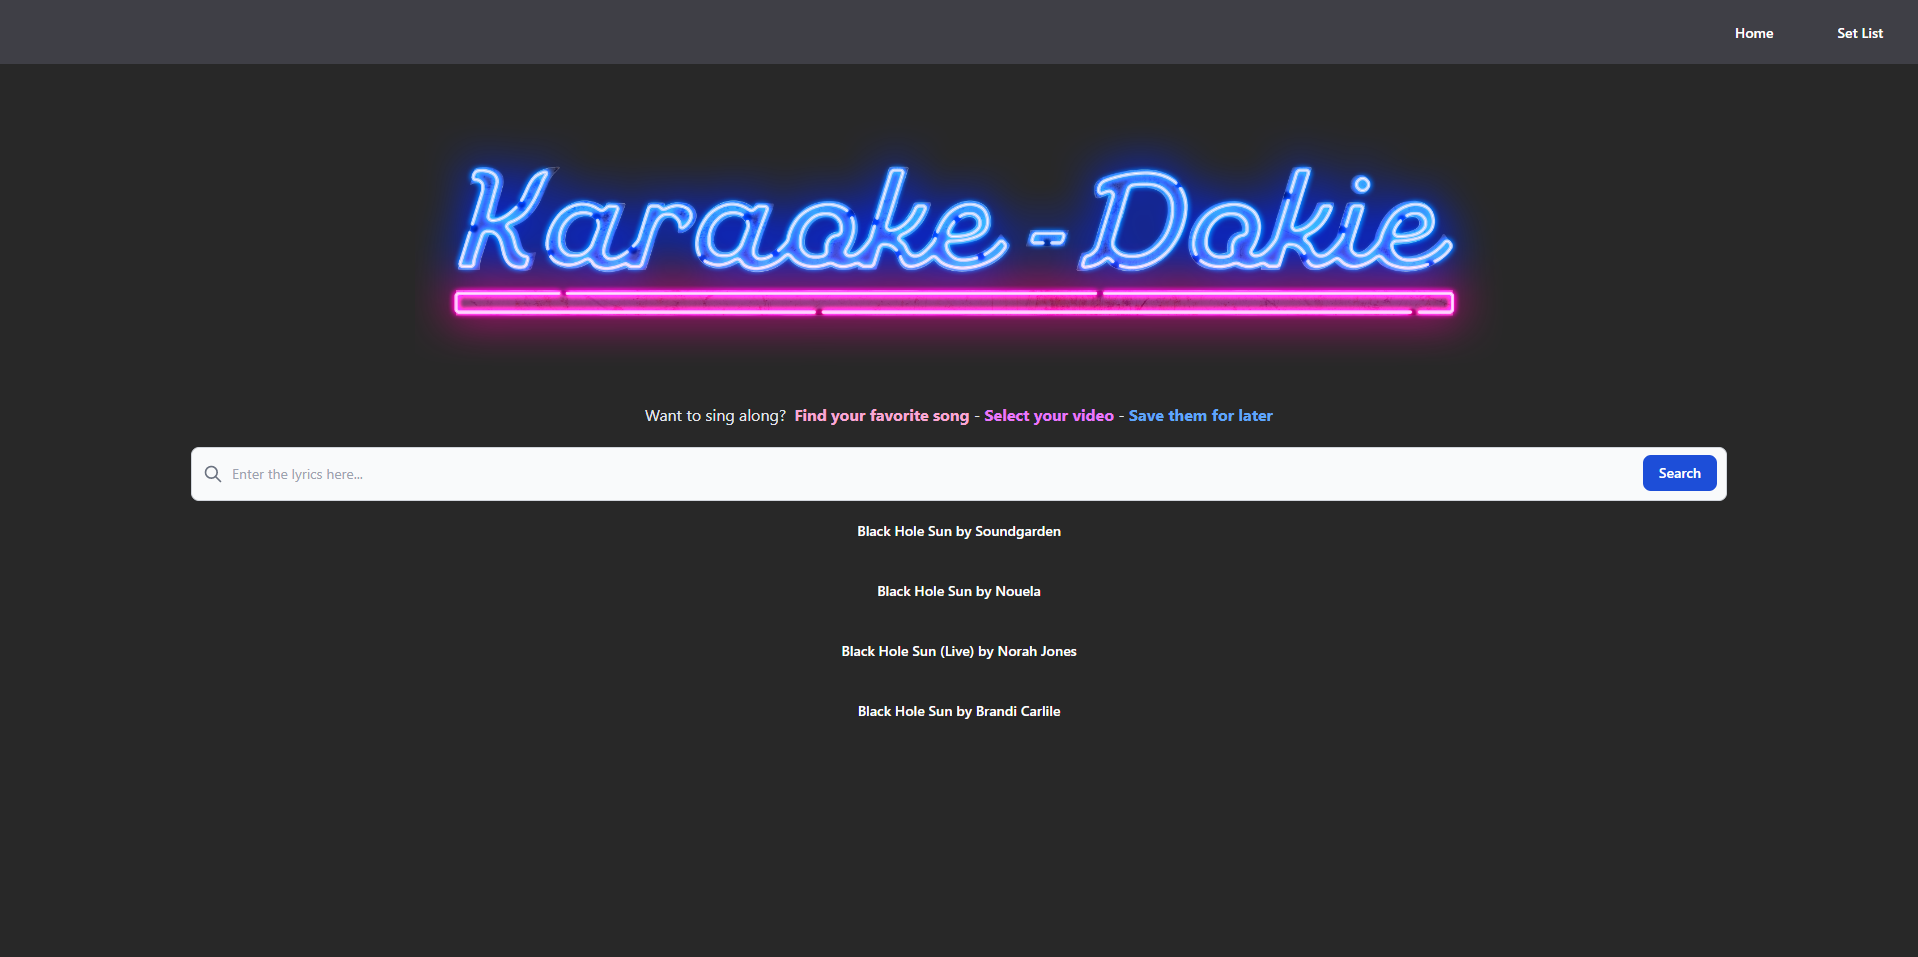 Home Set List
Karaoke-Dokie
Want to sing along? Find your favorite song - Select your video - Save them for later
Enter the lyrics here... Search
Black Hole Sun by Soundgarden
Black Hole Sun by Nouela
Black Hole Sun (Live) by Norah Jones
Black Hole Sun by Brandi Carlile